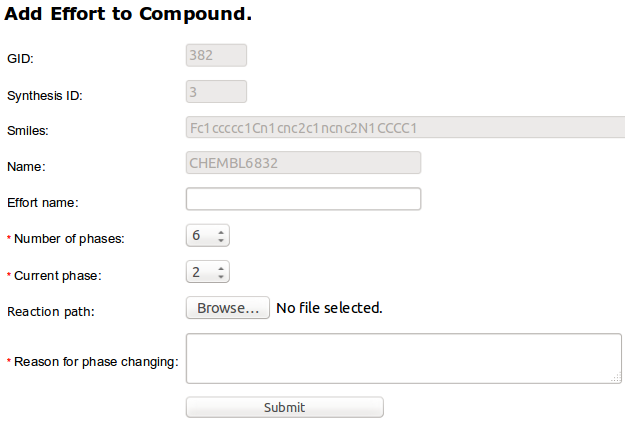 Add Effort to Compound.
GID: 382
Synthesis ID: 3
Smiles: Fc1ccccc1Cn1cnc2c1ncnc2N1CCCC1
Name: CHEMBL6832
Effort name:
* Number of phases: 6
* Current phase: 2
Reaction path: Browse... No file selected.
* Reason for phase changing:
Submit